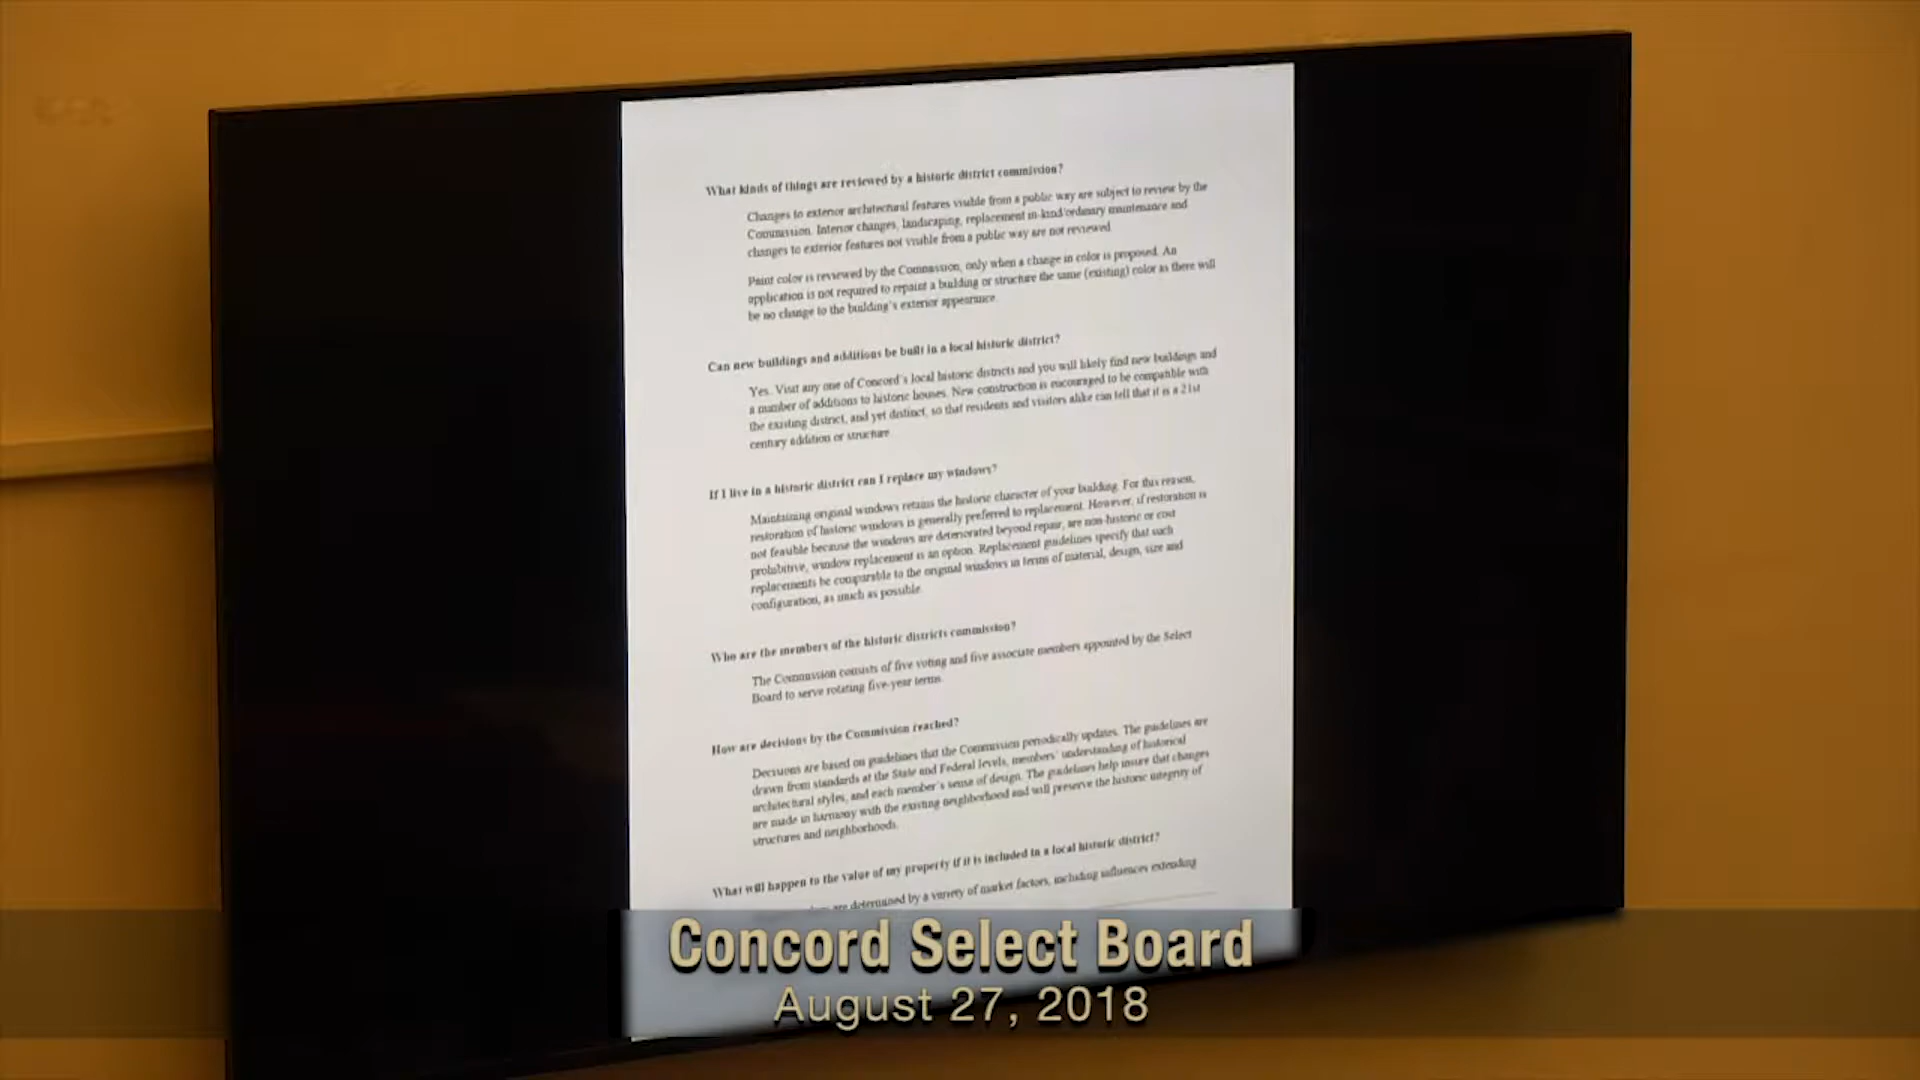 What kinds of things are reviewed by a historic district commission?
Changes to exterior architectural features visible from a public way are subject to review by the
Commission. Interior changes, landscaping, replacement in-kind/ordinary maintenance and
changes to exterior features not visible from a public way are not reviewed.
Paint color is reviewed by the Commission, only when a change in color is proposed. An
application is not required to repaint a building or structure the same (existing) color as there will
be no change to the building's exterior appearance.
Can new buildings and additions be built in a local historic district?
Yes. Visit any one of Concord's local historic districts and you will likely find new buildings and
a number of additions to historic houses. New construction is encouraged to be compatible with
the existing district, and yet distinct, so that residents and visitors alike can tell that it is a 21st
century addition or structure.
If I live in a historic district can I replace my windows?
Maintaining original windows retains the historic character of your building. For this reason,
restoration of historic windows is generally preferred to replacement. However, if restoration is
not feasible because the windows are deteriorated beyond repair, are non-historic or cost
prohibitive, window replacement is an option. Replacement guidelines specify that such
replacements be comparable to the original windows in terms of material, design, size and
configuration, as much as possible.
Who are the members of the historic districts commission?
The Commission consists of five voting and five associate members appointed by the Select
Board to serve rotating five-year terms.
How are decisions by the Commission reached?
Decisions are based on guidelines that the Commission periodically updates. The guidelines are
drawn from standards at the State and Federal levels, members' understanding of historical
architectural styles, and each member's sense of design. The guidelines help insure that changes
are made in harmony with the existing neighborhood and will preserve the historic integrity of
structures and neighborhoods.
What will happen to the value of my property if it is included in a local historic district?
are determined by a variety of market factors, including influences extending
Concord Select Board
August 27, 2018